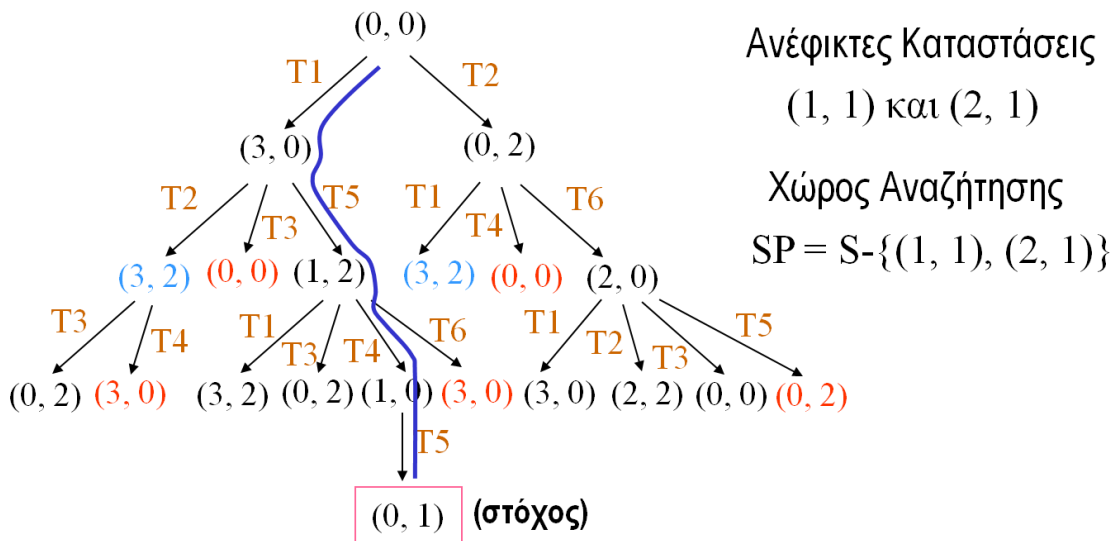 (0, 0)
Ανέφικτες Καταστάσεις
T1 T2
(1, 1) και (2, 1)
(3, 0) (0, 2)
Χώρος Αναζήτησης
T2 T3 T5 T1 T4 T6
SP = S-{(1, 1), (2, 1)}
(3, 2) (0, 0) (1, 2) (3, 2) (0, 0) (2, 0)
T3 T4 T1 T3 T4 T6 T1 T2 T3 T5
(0, 2) (3, 0) (3, 2) (0, 2) (1, 0) (3, 0) (3, 0) (2, 2) (0, 0) (0, 2)
T5
(0, 1) (στόχος)